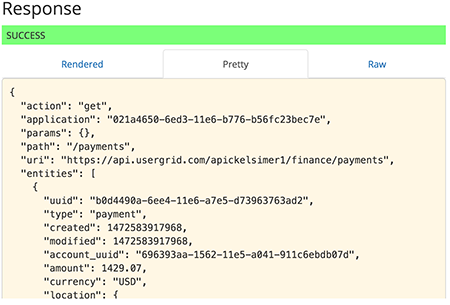 Response
SUCCESS
Rendered Pretty Raw
{
"action": "get",
"application": "021a4650-6ed3-11e6-b776-b56fc23bec7e",
"params": {},
"path": "/payments",
"uri": "https://api.usergrid.com/apickelsimer1/finance/payments",
"entities": [
{
"uuid": "b0d4490a-6ee4-11e6-a7e5-d73963763ad2",
"type": "payment",
"created": 1472583917968,
"modified": 1472583917968,
"account_uuid": "696393aa-1562-11e5-a041-911c6ebdb07d",
"amount": 1429.07,
"currency": "USD",
"location": {